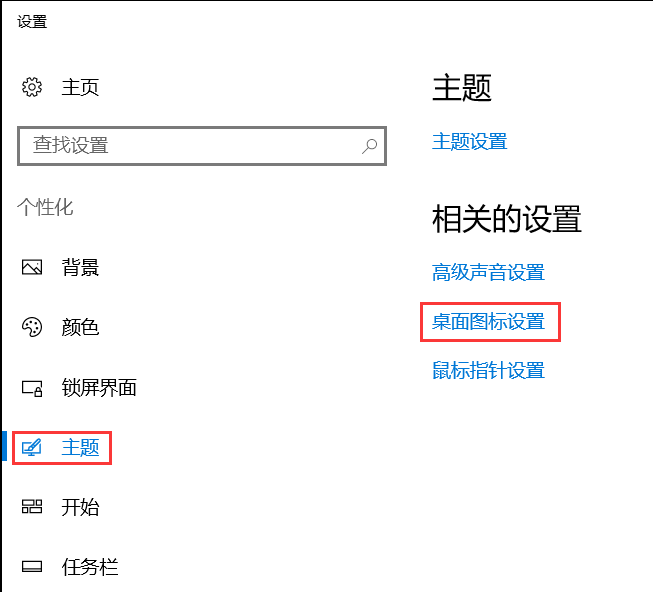 设置
主页
查找设置
个性化
背景
颜色
锁屏界面
主题
开始
任务栏
主题
主题设置
相关的设置
高级声音设置
桌面图标设置
鼠标指针设置